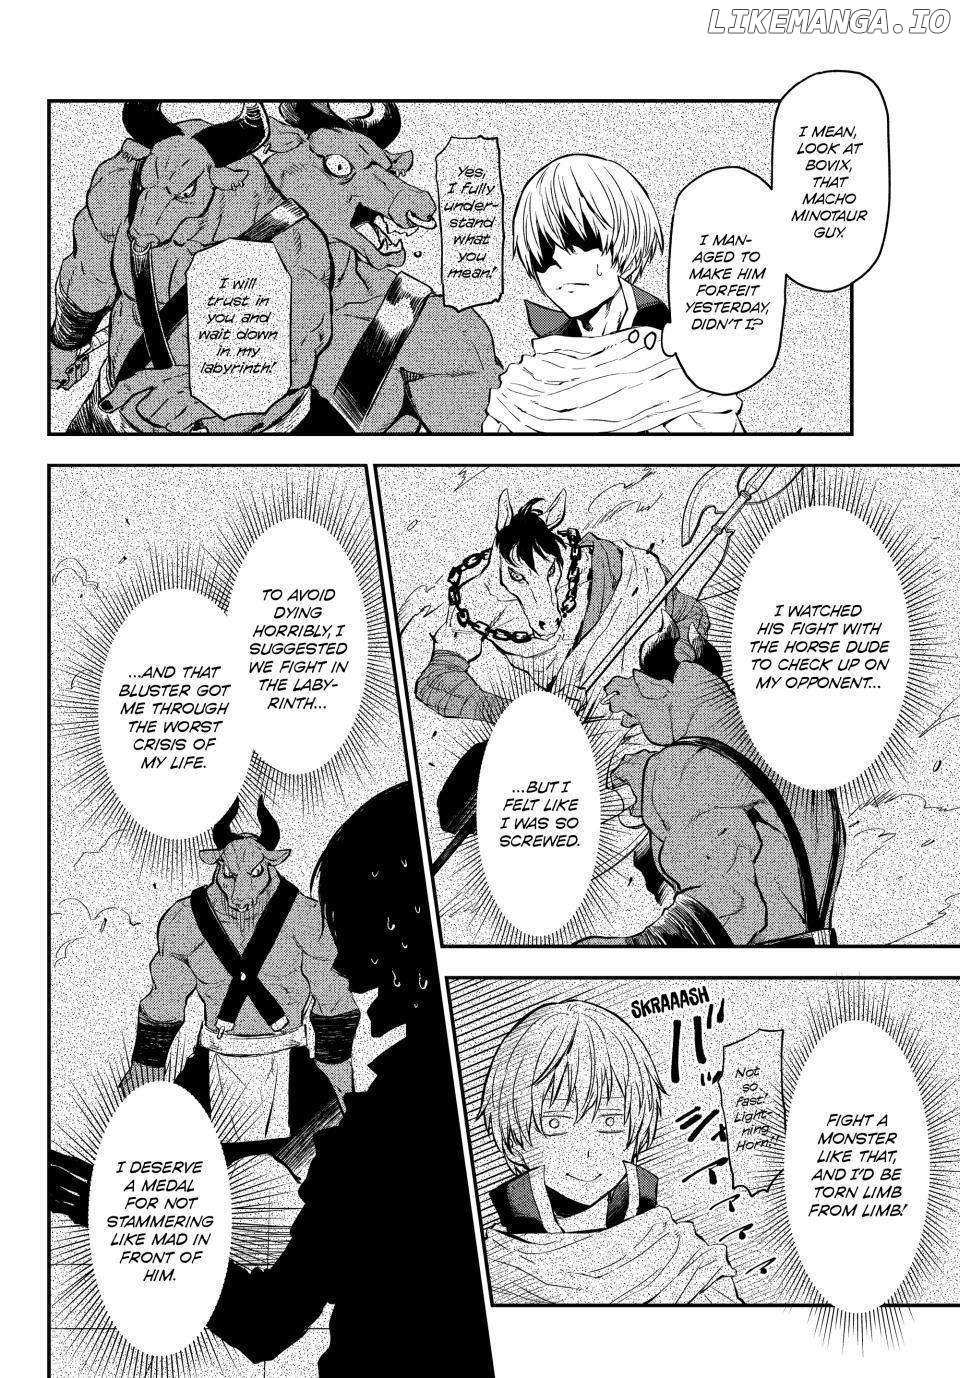 LIKEMANGA.IO
I MEAN,
LOOK AT
BOVIX,
THAT
MACHO
MINOTAUR
GUY.
I MAN-
AGED TO
MAKE HIM
FORFEIT
YESTERDAY,
DIDN'T I?
Yes,
I fully
under-
stand
what
you
mean!
I will
trust in
you and
wait down
in my
labyrinth!
I WATCHED
HIS FIGHT WITH
THE HORSE DUDE
TO CHECK UP ON
MY OPPONENT...
...BUT I
FELT LIKE
I WAS SO
SCREWED.
FIGHT A
MONSTER
LIKE THAT,
AND I'D BE
TORN LIMB
FROM LIMB!
Not
so
fast!
Light-
ning
Horn!!
SKRAAASH
TO AVOID
DYING
HORRIBLY, I
SUGGESTED
WE FIGHT IN
THE LABY-
RINTH...
...AND THAT
BLUSTER GOT
ME THROUGH
THE WORST
CRISIS OF
MY LIFE.
I DESERVE
A MEDAL
FOR NOT
STAMMERING
LIKE MAD IN
FRONT OF
HIM.